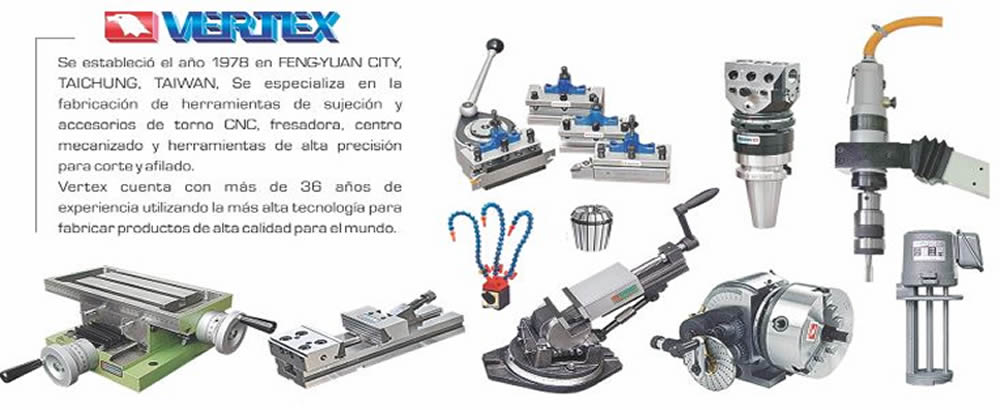 VERTEX
Se estableció el año 1978 en FENG-YUAN CITY,
TAICHUNG, TAIWAN, Se especializa en la
fabricación de herramientas de sujeción y
accesorios de torno CNC, fresadora, centro
mecanizado y herramientas de alta precisión
para corte y afilado.
Vertex cuenta con más de 36 años de
experiencia utilizando la más alta tecnología para
fabricar productos de alta calidad para el mundo.